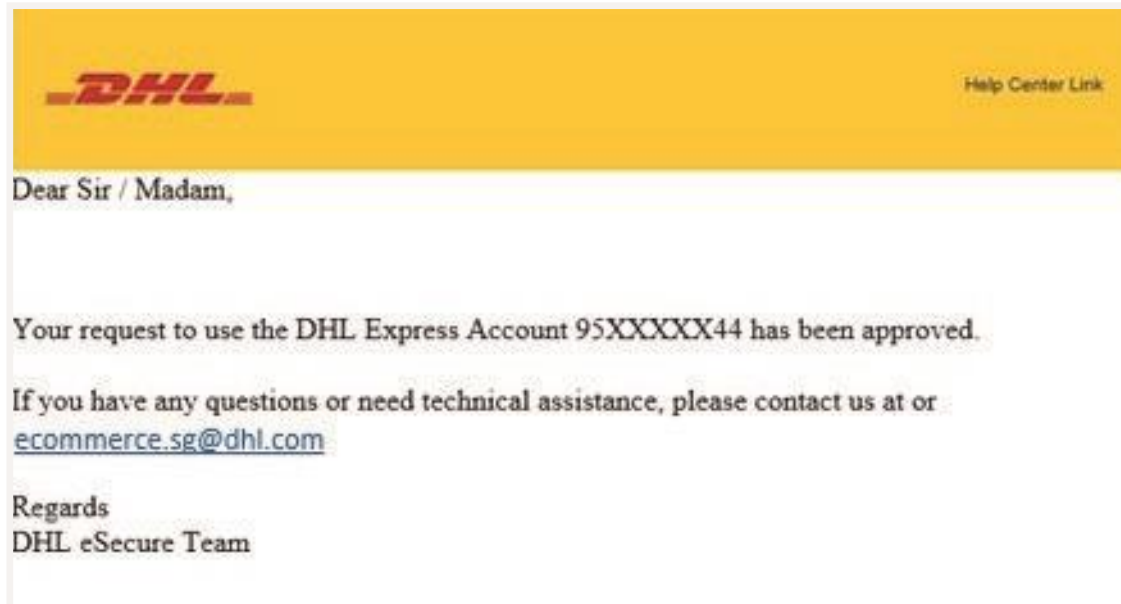 DHL
Help Center Link
Dear Sir / Madam,
Your request to use the DHL Express Account 95XXXXX44 has been approved.
If you have any questions or need technical assistance, please contact us at or
ecommerce.sg@dhl.com
Regards
DHL eSecure Team